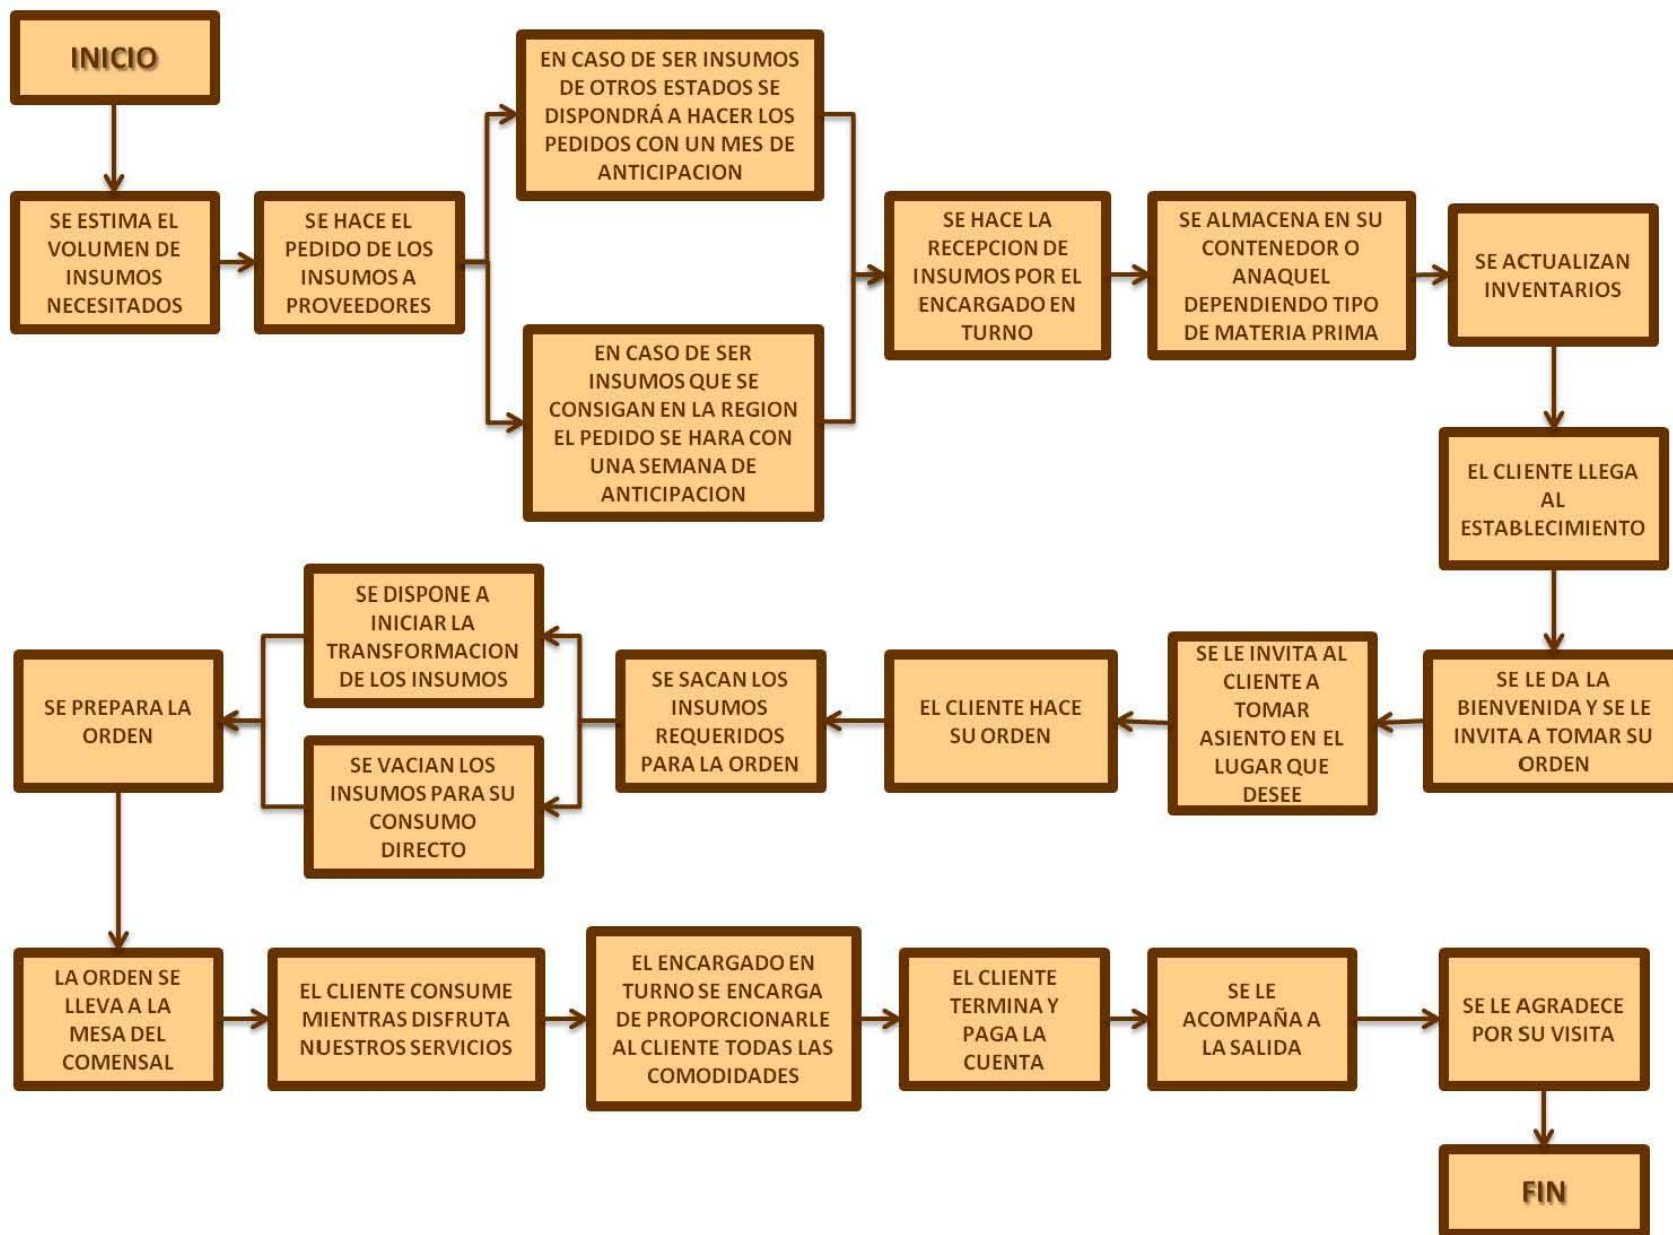 INICIO
SE ESTIMA EL
VOLUMEN DE
INSUMOS
NECESITADOS
SE HACE EL
PEDIDO DE LOS
INSUMOS A
PROVEEDORES
EN CASO DE SER INSUMOS
DE OTROS ESTADOS SE
DISPONDRÁ A HACER LOS
PEDIDOS CON UN MES DE
ANTICIPACION
EN CASO DE SER
INSUMOS QUE SE
CONSIGAN EN LA REGION
EL PEDIDO SE HARA CON
UNA SEMANA DE
ANTICIPACION
SE HACE LA
RECEPCION DE
INSUMOS POR EL
ENCARGADO EN
TURNO
SE ALMACENA EN SU
CONTENEDOR O
ANAQUEL
DEPENDIENDO TIPO
DE MATERIA PRIMA
SE ACTUALIZAN
INVENTARIOS
EL CLIENTE LLEGA
AL
ESTABLECIMIENTO
SE LE DA LA
BIENVENIDA Y SE LE
INVITA A TOMAR SU
ORDEN
SE LE INVITA AL
CLIENTE A
TOMAR
ASIENTO EN EL
LUGAR QUE
DESEE
EL CLIENTE HACE
SU ORDEN
SE SACAN LOS
INSUMOS
REQUERIDOS
PARA LA ORDEN
SE DISPONE A
INICIAR LA
TRANSFORMACION
DE LOS INSUMOS
SE VACIAN LOS
INSUMOS PARA SU
CONSUMO
DIRECTO
SE PREPARA LA
ORDEN
LA ORDEN SE
LLEVA A LA
MESA DEL
COMENSAL
EL CLIENTE CONSUME
MIENTRAS DISFRUTA
NUESTROS SERVICIOS
EL ENCARGADO EN
TURNO SE ENCARGA
DE PROPORCIONARLE
AL CLIENTE TODAS LAS
COMODIDADES
EL CLIENTE
TERMINA Y
PAGA LA
CUENTA
SE LE
ACOMPAÑA A
LA SALIDA
SE LE AGRADECE
POR SU VISITA
FIN